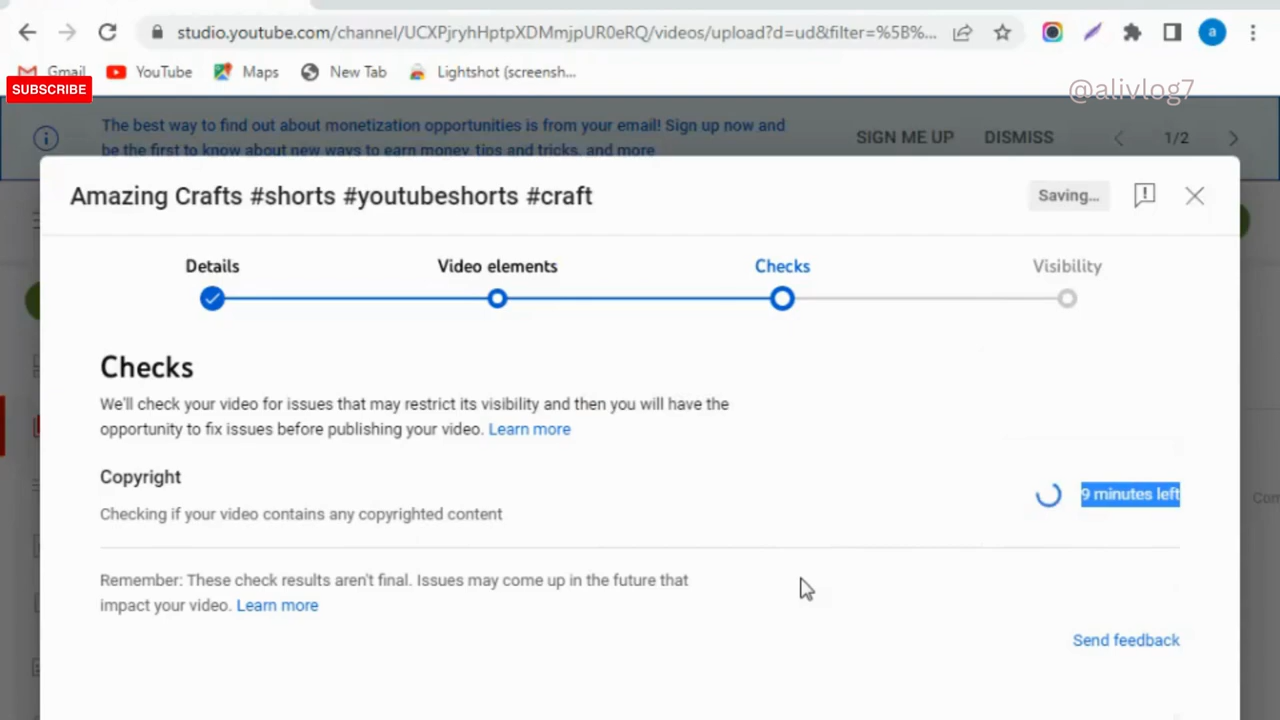 studio.youtube.com/channel/UCXPjryhHptpXDMmjpUR0eRQ/videos/upload?d=ud&filter=%5B%...
a
Gmail
YouTube
Maps
New Tab
Lightshot (screensh...
SUBSCRIBE
@alivlog7
The best way to find out about monetization opportunities is from your email! Sign up now and
be the first to know about new ways to earn money, tips and tricks, and more
SIGN ME UP
DISMISS
1/2
Amazing Crafts #shorts #youtubeshorts #craft
Saving...
Details
Video elements
Checks
Visibility
Checks
We'll check your video for issues that may restrict its visibility and then you will have the
opportunity to fix issues before publishing your video. Learn more
Copyright
9 minutes left
Checking if your video contains any copyrighted content
Remember: These check results aren't final. Issues may come up in the future that
impact your video. Learn more
Send feedback